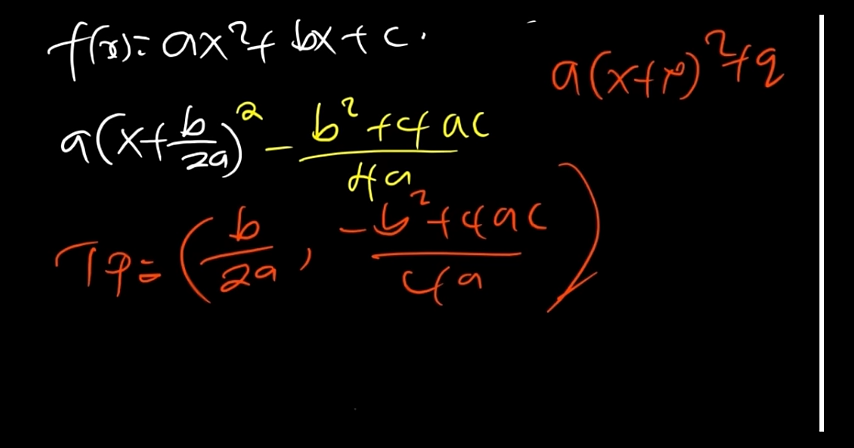 f(x) = ax² + bx + c.
a(x+p)² + q
a(x + b/2a)² - b² + 4ac/4a
TP = (b/2a, -b² + 4ac/4a)